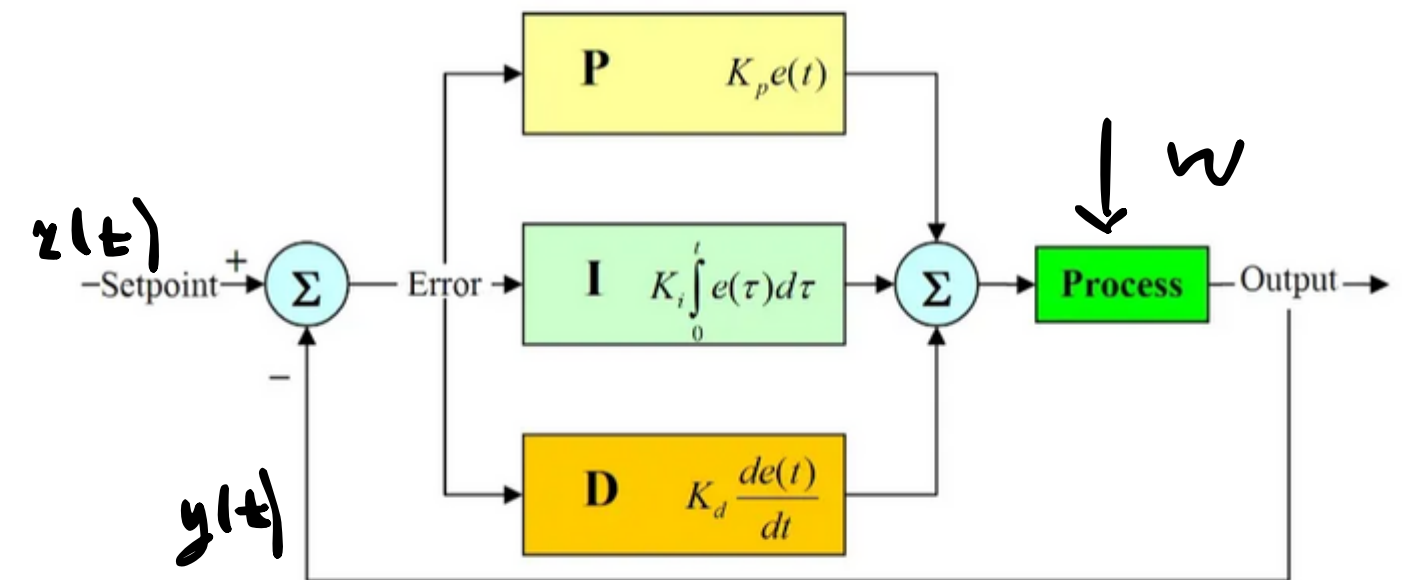 P K_p e(t)
w
r(t)
+
Setpoint
Σ
Error
I K_i ∫_0^t e(τ)dτ
Σ
Process
Output
−
D K_d de(t)/dt
y(t)